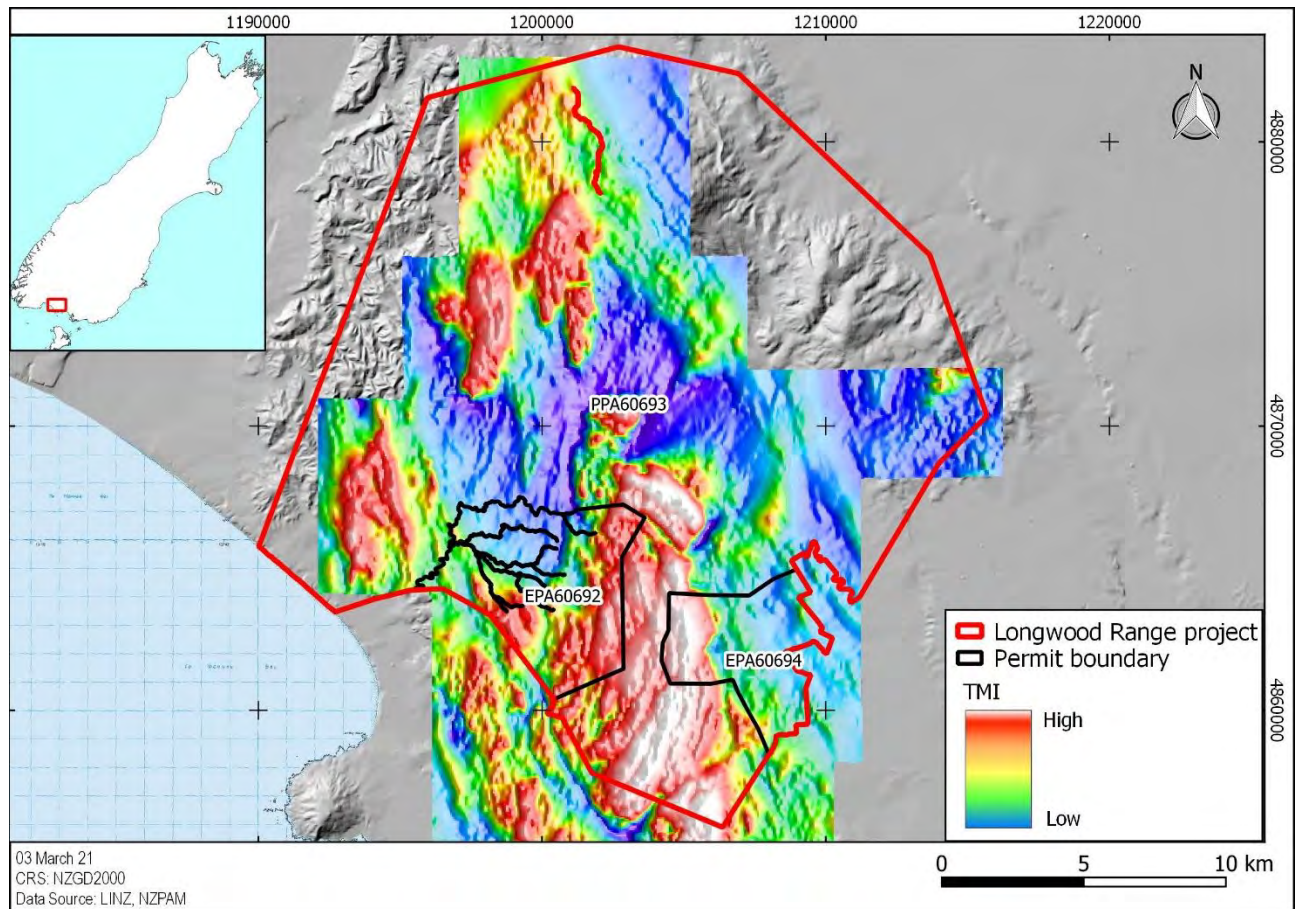 1190000
1200000
1210000
1220000
N
4880000
4870000
4860000
PPA60693
EPA60692
EPA60694
Longwood Range project
Permit boundary
TMI
High
Low
0
5
10 km
03 March 21
CRS: NZGD2000
Data Source: LINZ, NZPAM